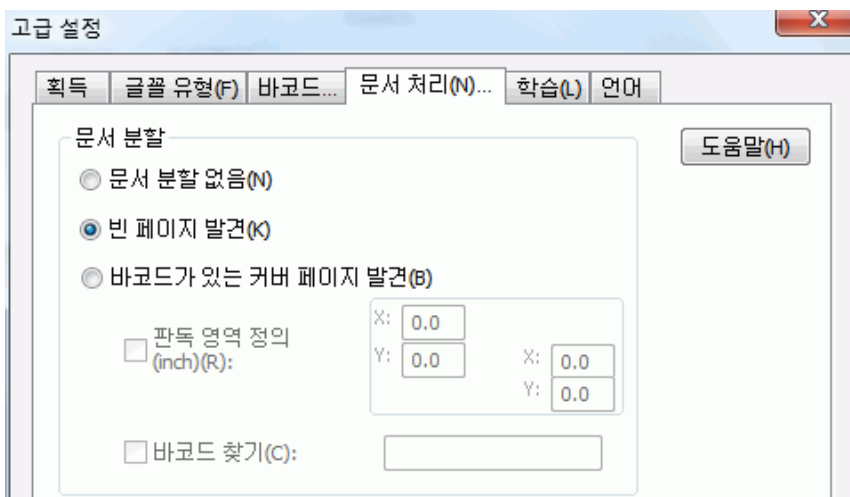 고급 설정
획득 글꼴 유형(F) 바코드... 문서 처리(N)... 학습(L) 언어
문서 분할
도움말(H)
문서 분할 없음(N)
빈 페이지 발견(K)
바코드가 있는 커버 페이지 발견(B)
판독 영역 정의
(inch)(R):
X: 0.0
Y: 0.0
X: 0.0
Y: 0.0
바코드 찾기(C):